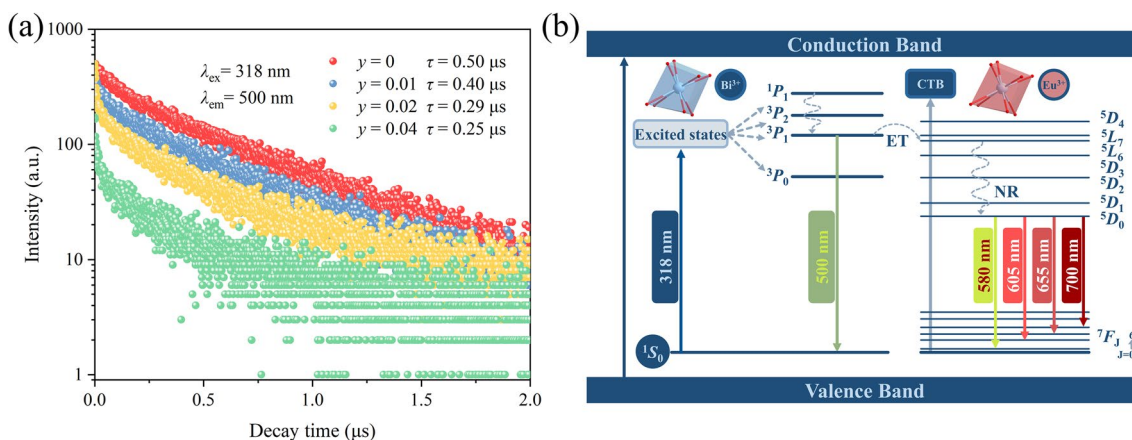 (a)
1000
100
10
1
Intensity (a.u.)
λex= 318 nm
λem= 500 nm
y = 0 τ = 0.50 μs
y = 0.01 τ = 0.40 μs
y = 0.02 τ = 0.29 μs
y = 0.04 τ = 0.25 μs
0.0 0.5 1.0 1.5 2.0
Decay time (μs)
(b)
Conduction Band
Bi³⁺
CTB
Eu³⁺
¹P₁
³P₂
³P₁
³P₀
Excited states
ET
NR
⁵D₄
⁵L₇
⁵L₆
⁵D₃
⁵D₂
⁵D₁
⁵D₀
318 nm
500 nm
580 nm
605 nm
655 nm
700 nm
¹S₀
⁷FJ
6
J=0
Valence Band